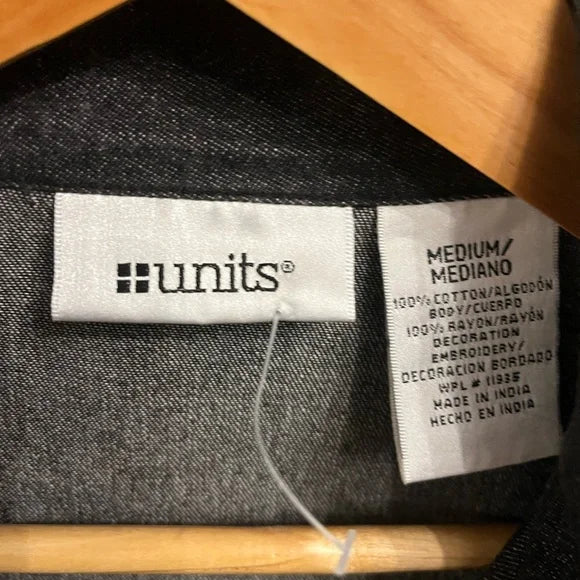 units®
MEDIUM/
MEDIANO
100% COTTON/ALGODÓN
BODY/CUERPO
100% RAYON/RAYÓN
DECORATION
EMBROIDERY/
DECORACION BORDADO
WPL # 11935
MADE IN INDIA
HECHO EN INDIA